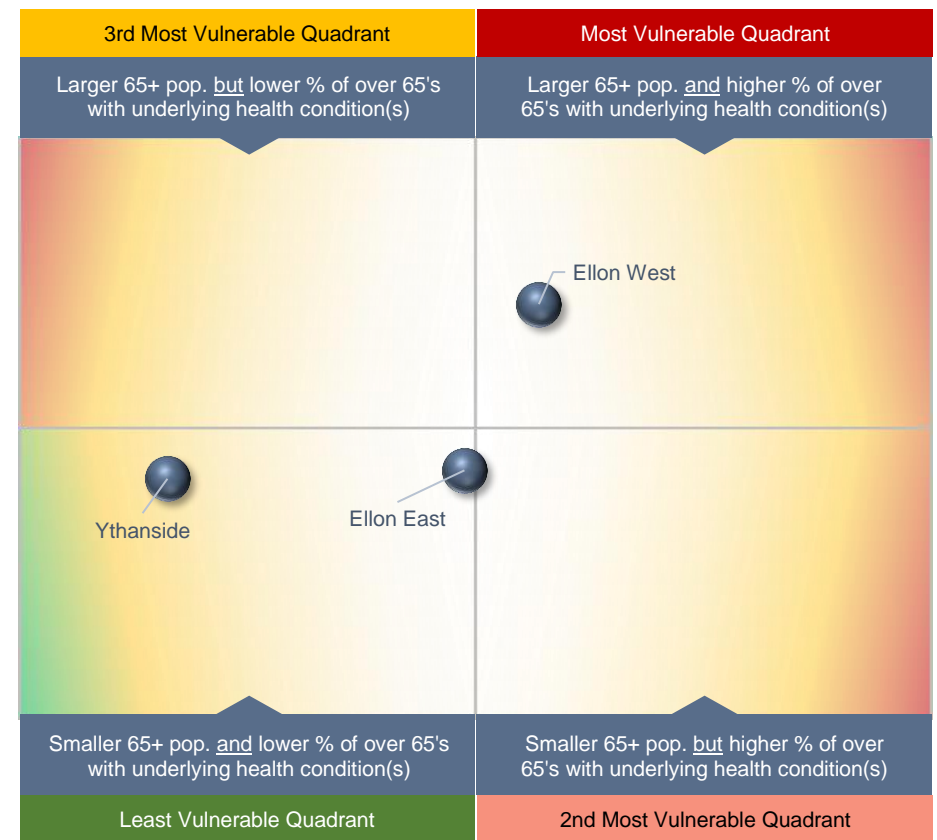 3rd Most Vulnerable Quadrant
Most Vulnerable Quadrant
Larger 65+ pop. but lower % of over 65's
with underlying health condition(s)
Larger 65+ pop. and higher % of over
65's with underlying health condition(s)
Ellon West
Ythanside
Ellon East
Smaller 65+ pop. and lower % of over 65's
with underlying health condition(s)
Smaller 65+ pop. but higher % of over
65's with underlying health condition(s)
Least Vulnerable Quadrant
2nd Most Vulnerable Quadrant